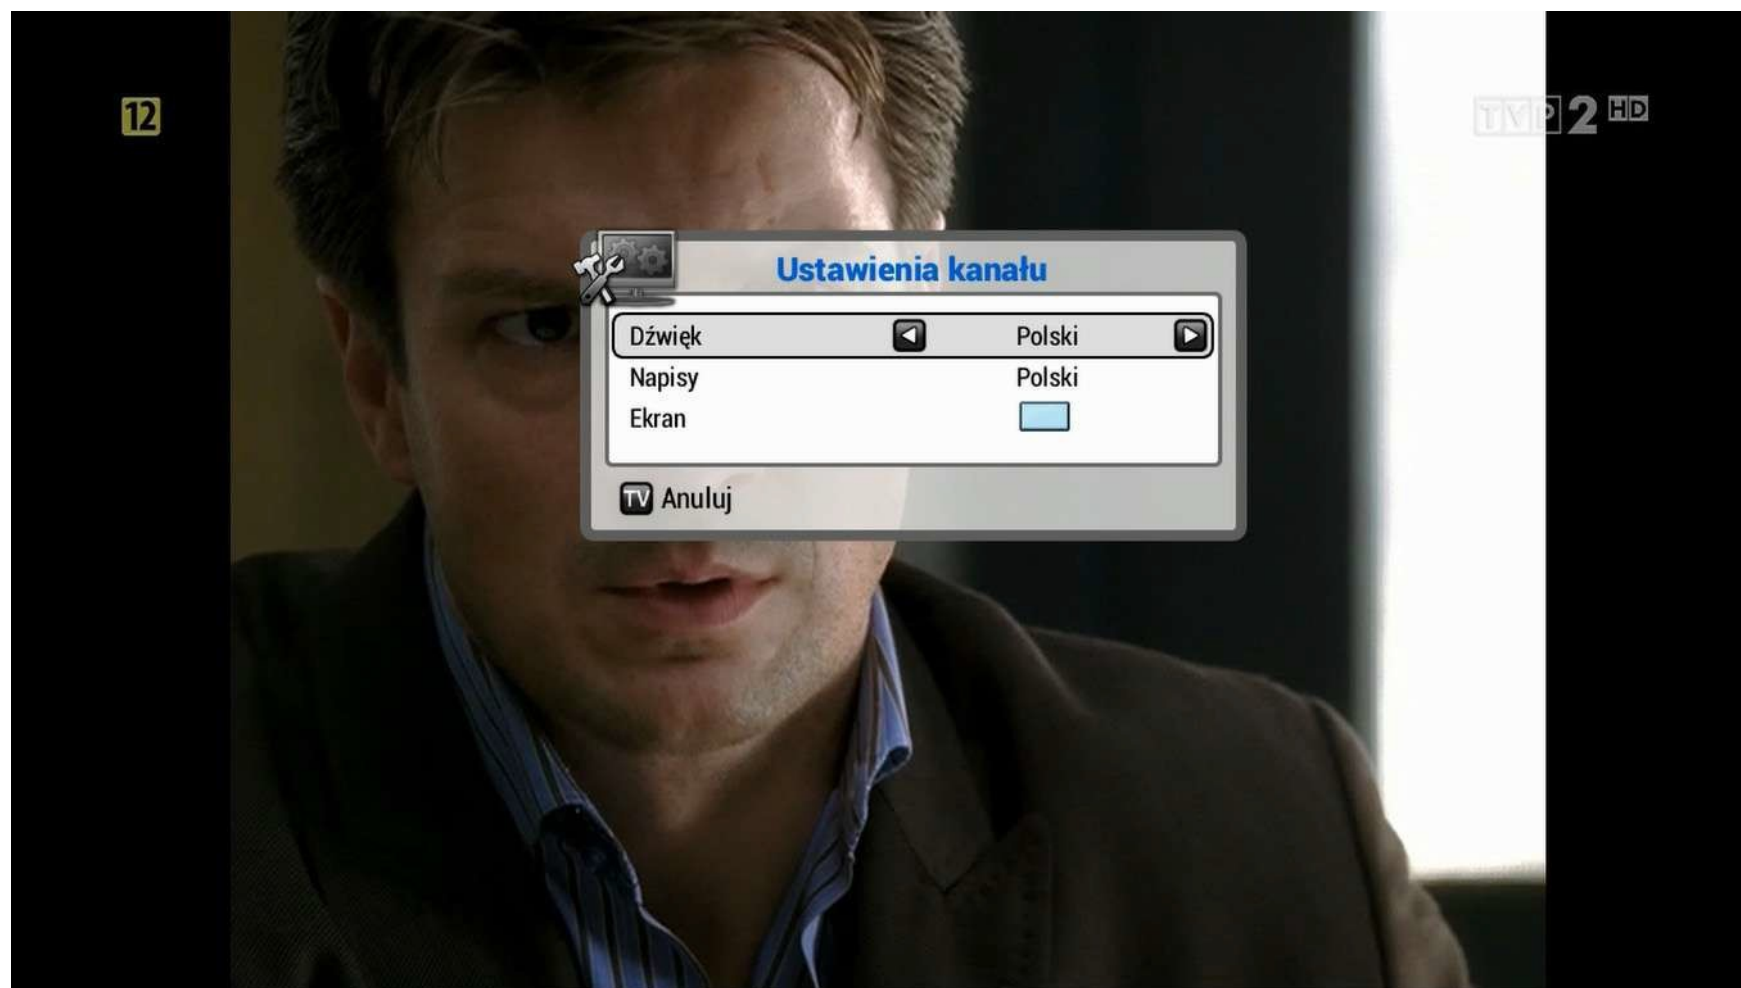 12
TVP 2 HD
Ustawienia kanału
Dźwięk Polski
Napisy Polski
Ekran
TV Anuluj